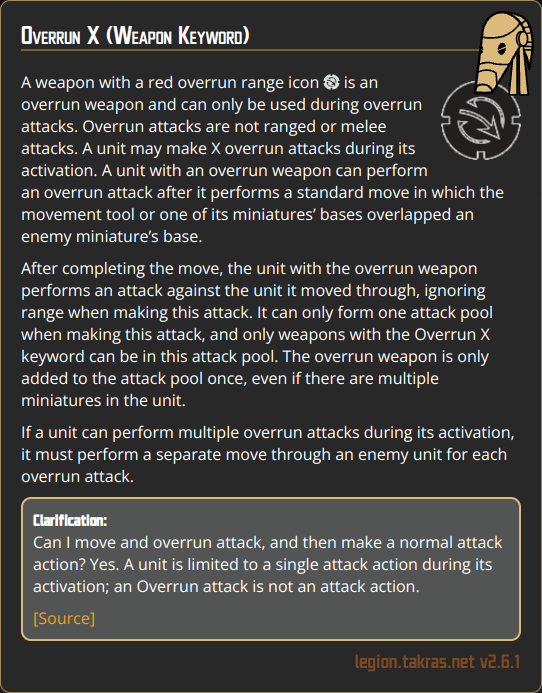 Overrun X (Weapon Keyword)
A weapon with a red overrun range icon is an
overrun weapon and can only be used during overrun
attacks. Overrun attacks are not ranged or melee
attacks. A unit may make X overrun attacks during its
activation. A unit with an overrun weapon can perform
an overrun attack after it performs a standard move in which the
movement tool or one of its miniatures’ bases overlapped an
enemy miniature’s base.
After completing the move, the unit with the overrun weapon
performs an attack against the unit it moved through, ignoring
range when making this attack. It can only form one attack pool
when making this attack, and only weapons with the Overrun X
keyword can be in this attack pool. The overrun weapon is only
added to the attack pool once, even if there are multiple
miniatures in the unit.
If a unit can perform multiple overrun attacks during its activation,
it must perform a separate move through an enemy unit for each
overrun attack.
Clarification:
Can I move and overrun attack, and then make a normal attack
action? Yes. A unit is limited to a single attack action during its
activation; an Overrun attack is not an attack action.
[Source]
legion.takras.net v2.6.1